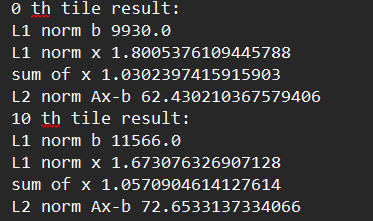 0 th tile result:
L1 norm b 9930.0
L1 norm x 1.8005376109445788
sum of x 1.0302397415915903
L2 norm Ax-b 62.430210367579406
10 th tile result:
L1 norm b 11566.0
L1 norm x 1.673076326907128
sum of x 1.0570904614127614
L2 norm Ax-b 72.6533137334066